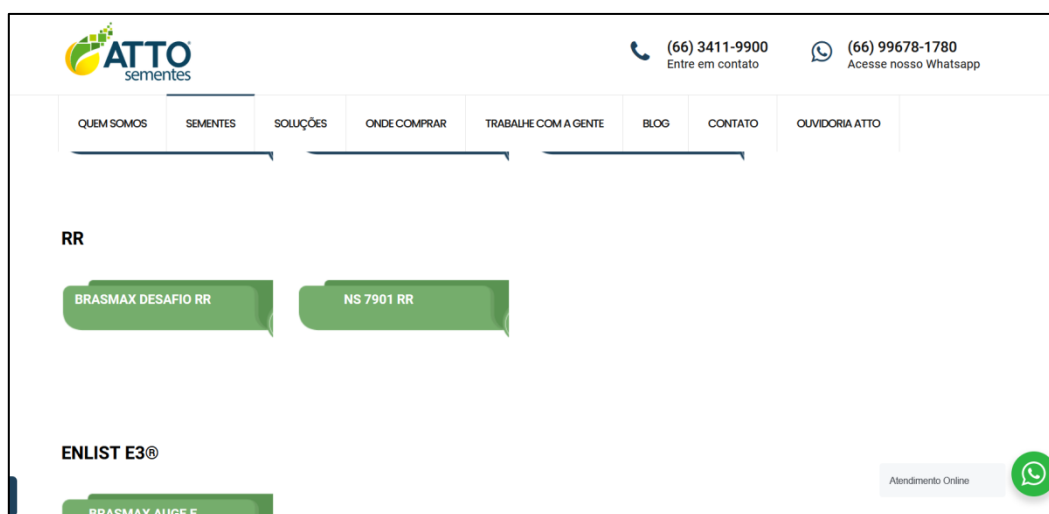 ATTO
sementes
(66) 3411-9900
Entre em contato
(66) 99678-1780
Acesse nosso Whatsapp
QUEM SOMOS SEMENTES SOLUÇÕES ONDE COMPRAR TRABALHE COM A GENTE BLOG CONTATO OUVIDORIA ATTO
RR
BRASMAX DESAFIO RR NS 7901 RR
ENLIST E3®
Atendimento Online
BRASMAX AUGE E